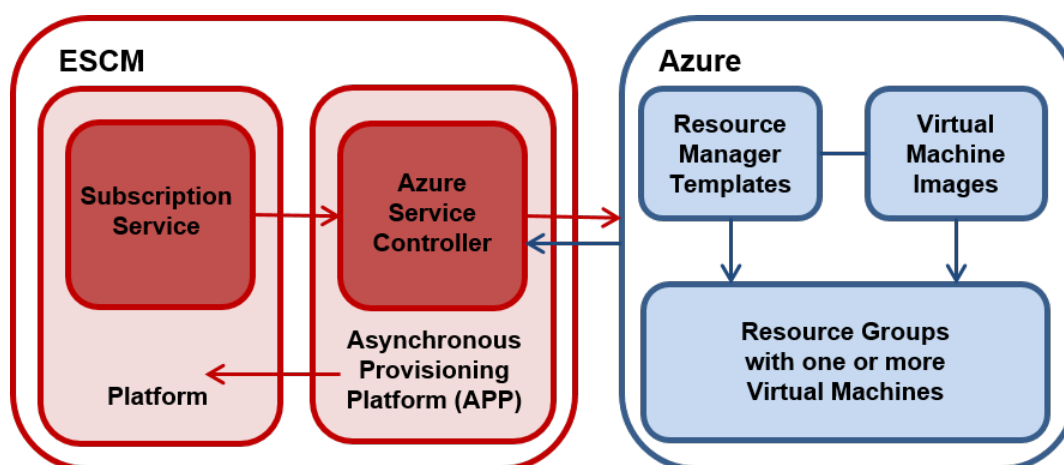 ESCM
Subscription
Service
Platform
Azure
Service
Controller
Asynchronous
Provisioning
Platform (APP)
Azure
Resource
Manager
Templates
Virtual
Machine
Images
Resource Groups
with one or more
Virtual Machines